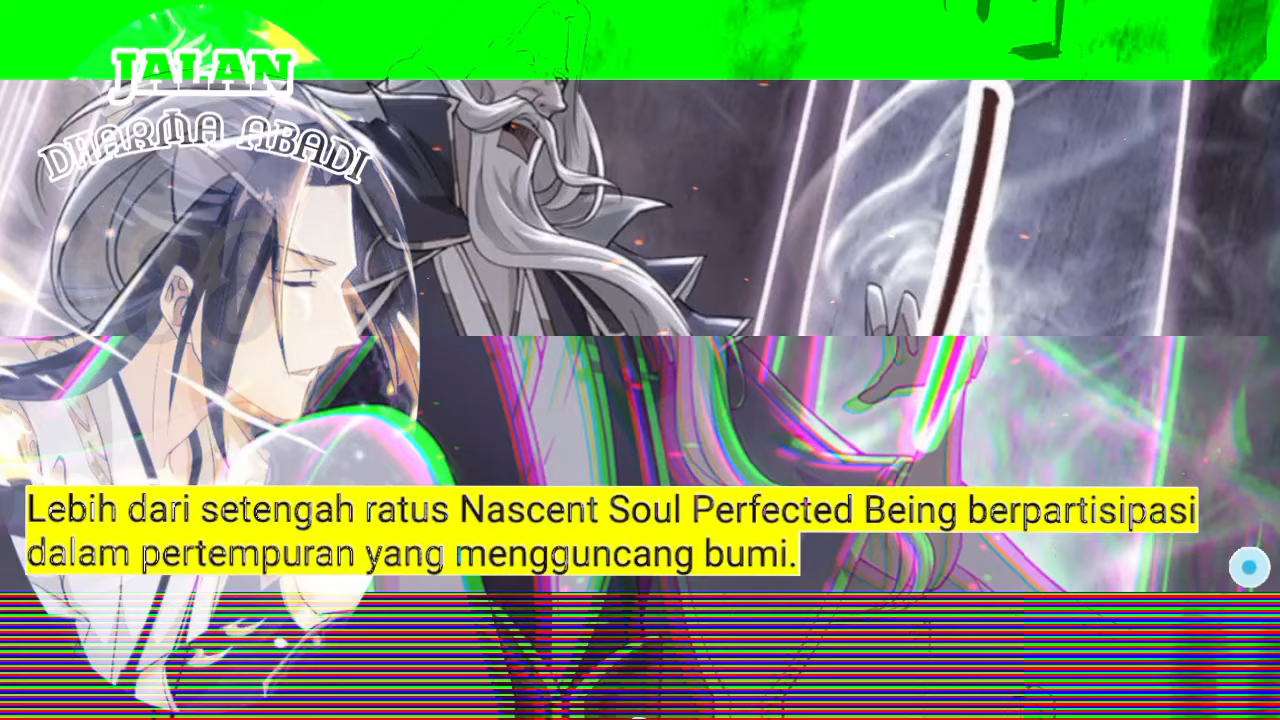 JALAN
DHARMA ABADI
Lebih dari setengah ratus Nascent Soul Perfected Being berpartisipasi
dalam pertempuran yang mengguncang bumi.